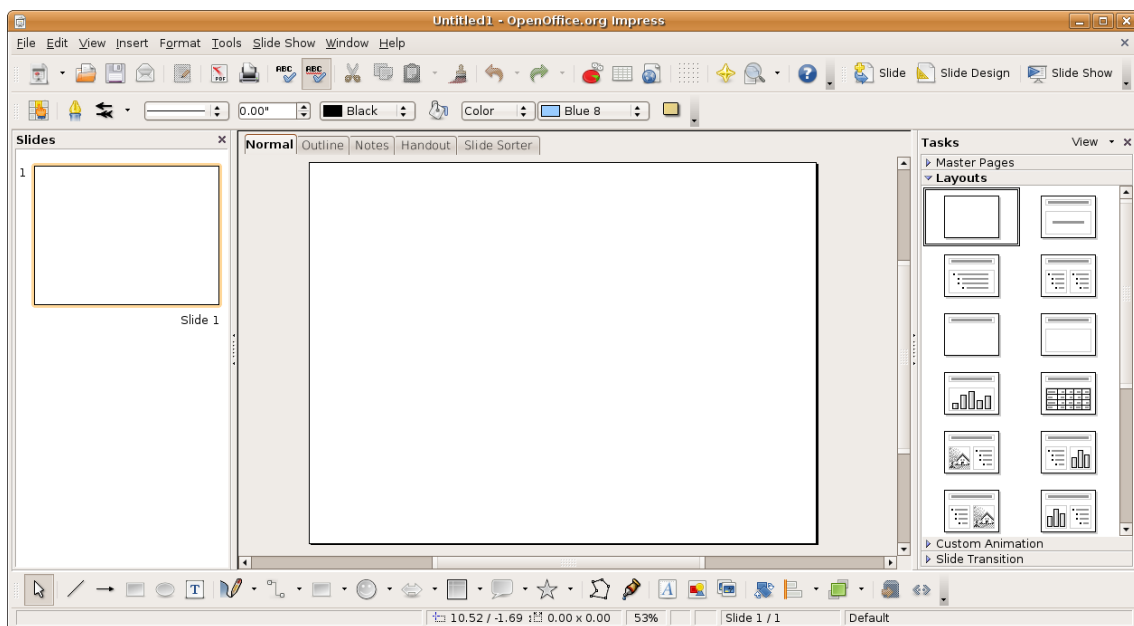 Untitled1 - OpenOffice.org Impress
File Edit View Insert Format Tools Slide Show Window Help
PDF ABC ABC Slide Slide Design Slide Show
0.00" Black Color Blue 8
Slides
Normal Outline Notes Handout Slide Sorter
Tasks View
Master Pages
Layouts
1
Slide 1
Custom Animation
Slide Transition
T A
10.52 / -1.69 0.00 x 0.00 53% Slide 1 / 1 Default